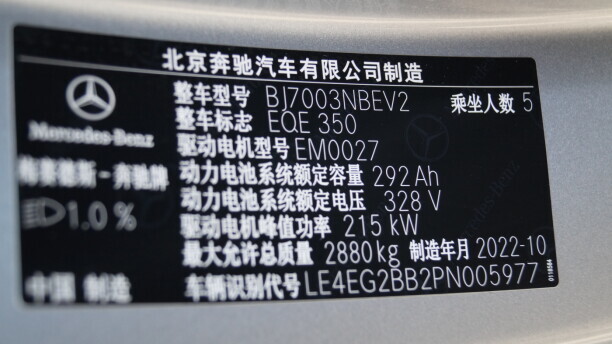 北京奔驰汽车有限公司制造
Mercedes-Benz
梅赛德斯-奔驰牌
1.0 %
中国 制造
整车型号 BJ7003NBEV2 乘坐人数 5
整车标志 EQE 350
驱动电机型号 EM0027
动力电池系统额定容量 292 Ah
动力电池系统额定电压 328 V
驱动电机峰值功率 215 kW
最大允许总质量 2880 kg 制造年月 2022-10
车辆识别代号 LE4EG2BB2PN005977
Mercedes-Benz